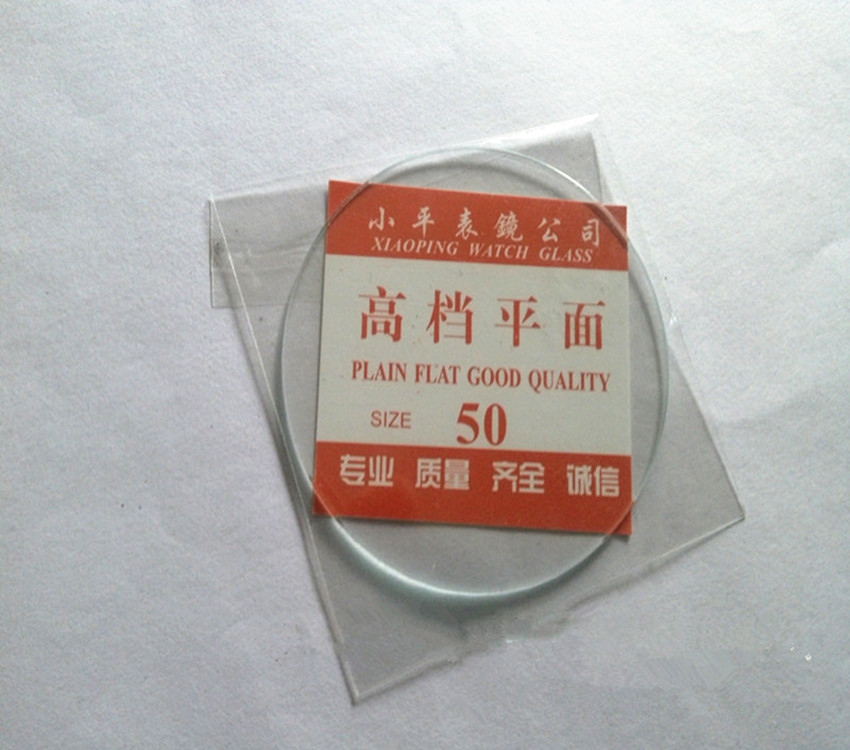 小平表鏡公司
XIAOPING WATCH GLASS
高档平面
PLAIN FLAT GOOD QUALITY
SIZE 50
专业 质量 齐全 诚信